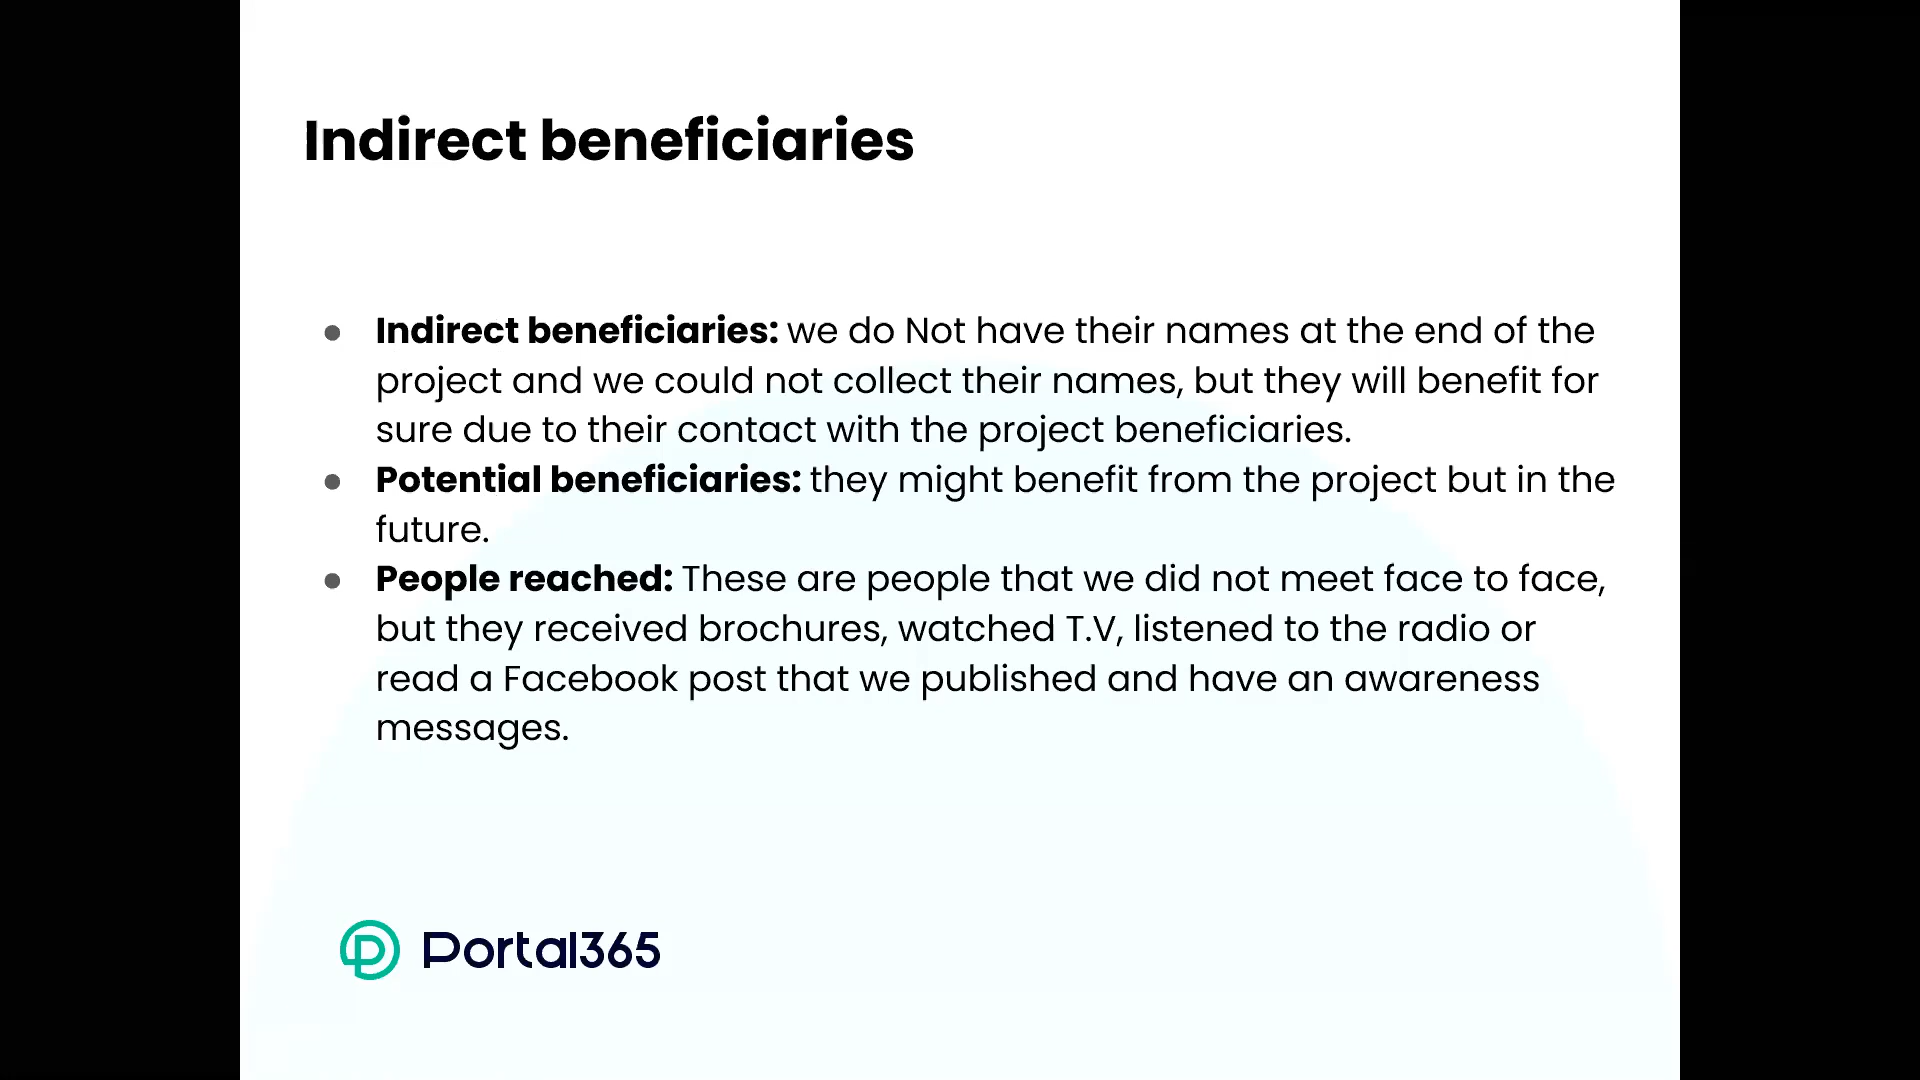 Indirect beneficiaries
● Indirect beneficiaries: we do Not have their names at the end of the
project and we could not collect their names, but they will benefit for
sure due to their contact with the project beneficiaries.
● Potential beneficiaries: they might benefit from the project but in the
future.
● People reached: These are people that we did not meet face to face,
but they received brochures, watched T.V, listened to the radio or
read a Facebook post that we published and have an awareness
messages.
Portal365